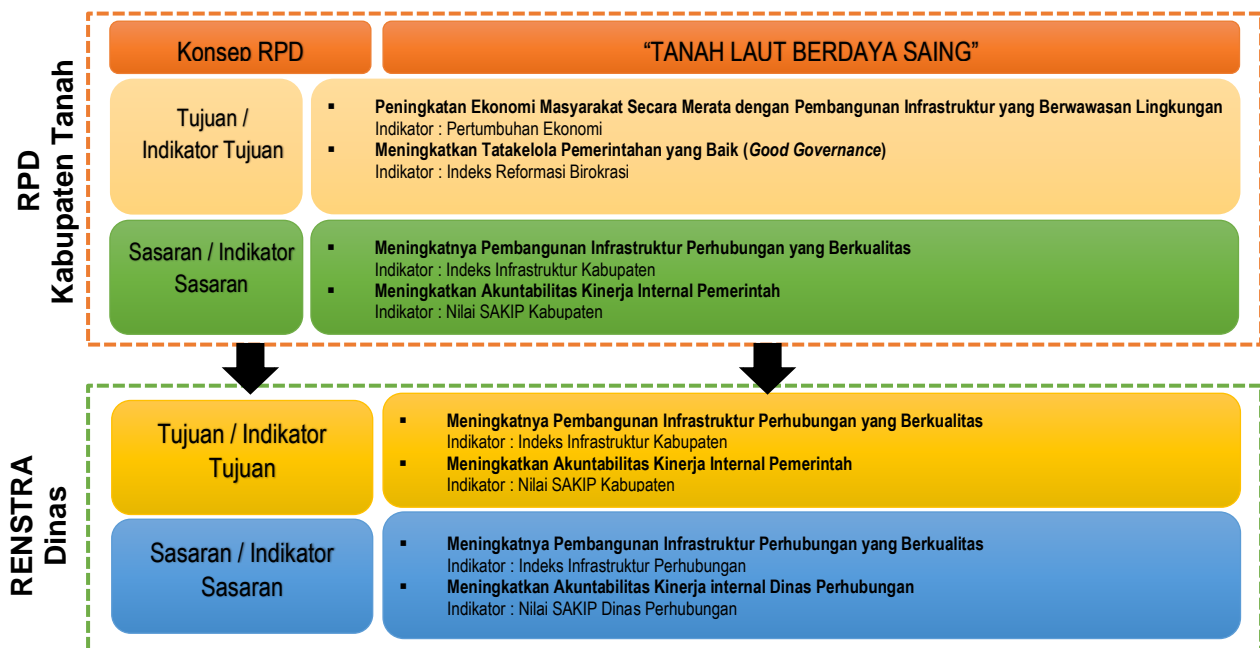 RPD
Kabupaten Tanah
Konsep RPD
“TANAH LAUT BERDAYA SAING”
Tujuan /
Indikator Tujuan
▪ Peningkatan Ekonomi Masyarakat Secara Merata dengan Pembangunan Infrastruktur yang Berwawasan Lingkungan
Indikator : Pertumbuhan Ekonomi
▪ Meningkatkan Tatakelola Pemerintahan yang Baik (Good Governance)
Indikator : Indeks Reformasi Birokrasi
Sasaran / Indikator
Sasaran
▪ Meningkatnya Pembangunan Infrastruktur Perhubungan yang Berkualitas
Indikator : Indeks Infrastruktur Kabupaten
▪ Meningkatkan Akuntabilitas Kinerja Internal Pemerintah
Indikator : Nilai SAKIP Kabupaten
RENSTRA
Dinas
Tujuan / Indikator
Tujuan
▪ Meningkatnya Pembangunan Infrastruktur Perhubungan yang Berkualitas
Indikator : Indeks Infrastruktur Kabupaten
▪ Meningkatkan Akuntabilitas Kinerja Internal Pemerintah
Indikator : Nilai SAKIP Kabupaten
Sasaran / Indikator
Sasaran
▪ Meningkatnya Pembangunan Infrastruktur Perhubungan yang Berkualitas
Indikator : Indeks Infrastruktur Perhubungan
▪ Meningkatkan Akuntabilitas Kinerja internal Dinas Perhubungan
Indikator : Nilai SAKIP Dinas Perhubungan